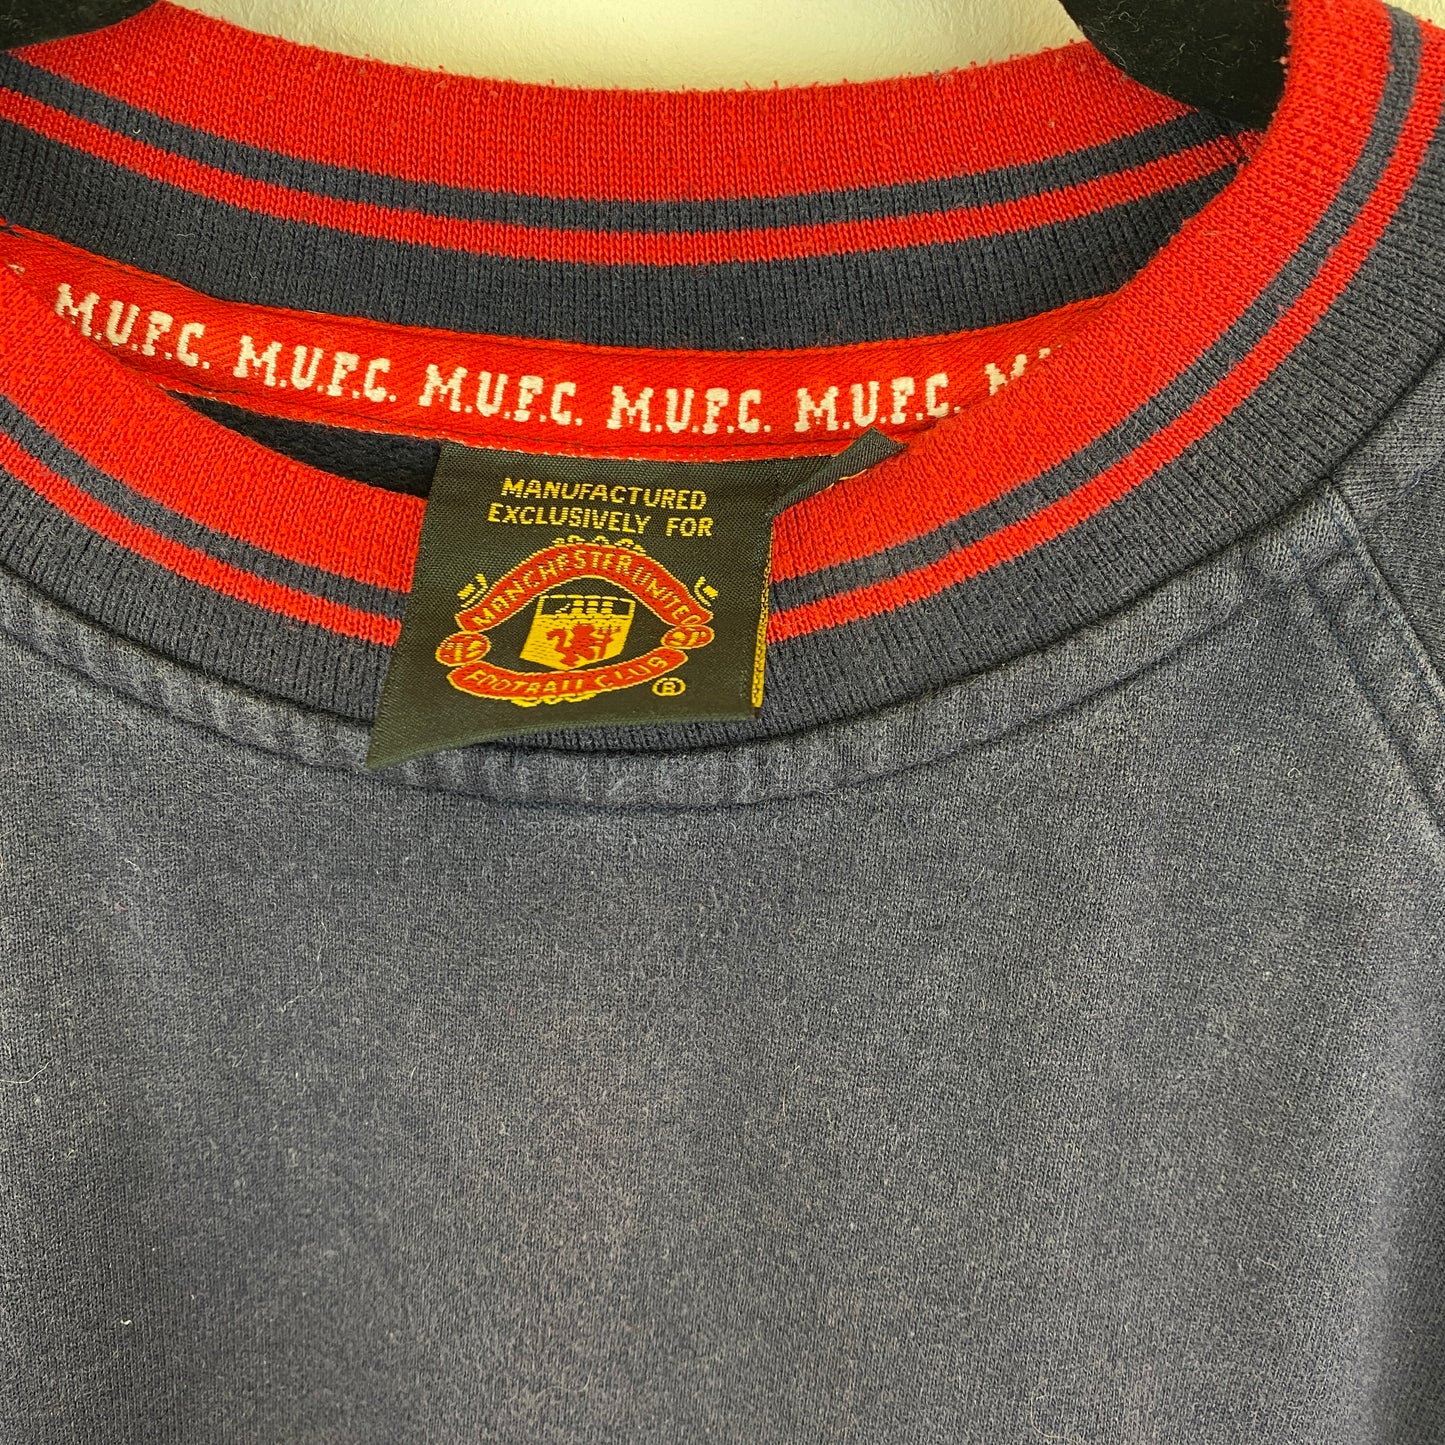 M.U.F.C. M.U.F.C. M.U.F.C. M.U.F.C. M.U.F.C. M
MANUFACTURED
EXCLUSIVELY FOR
MANCHESTER UNITED
FOOTBALL CLUB
®